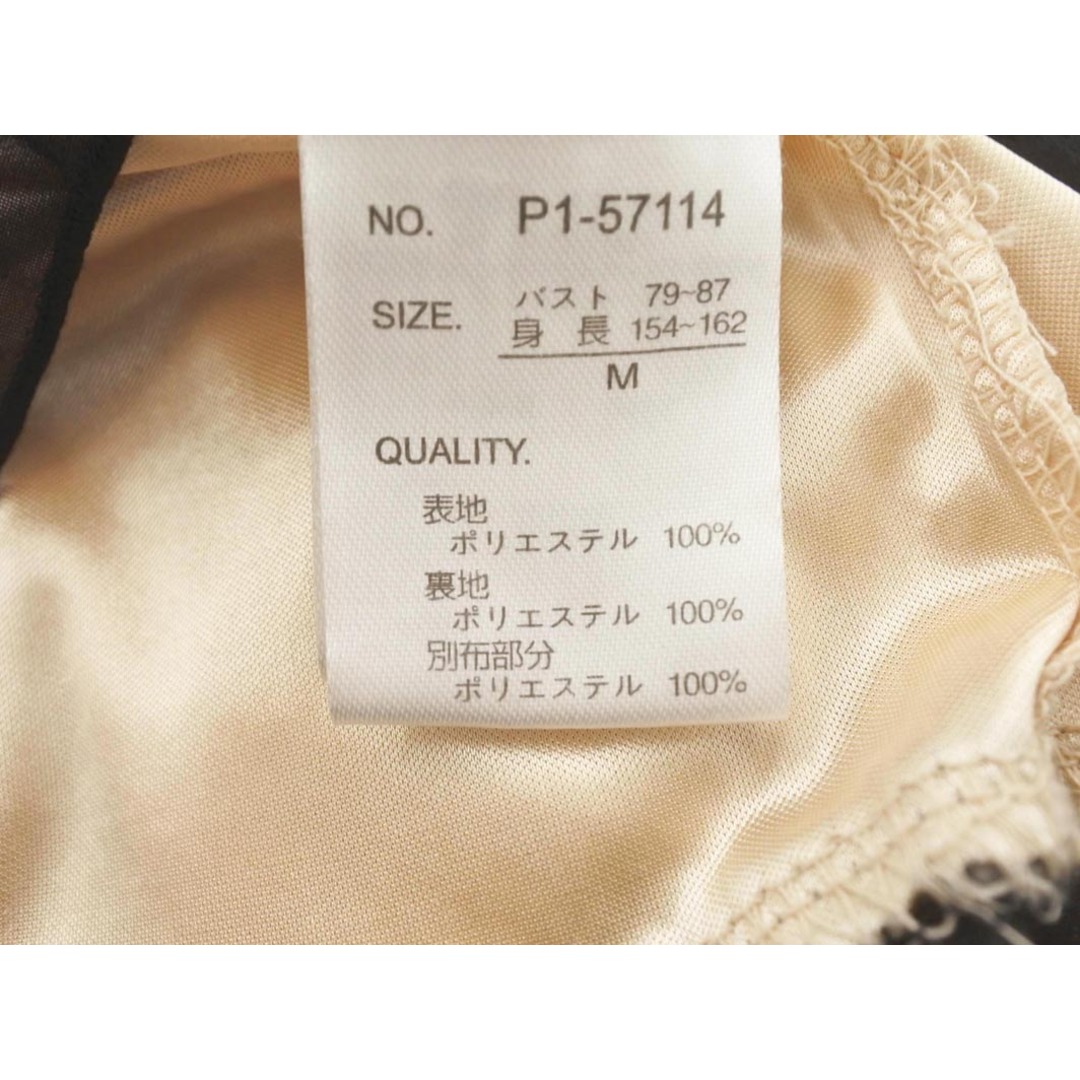 NO. P1-57114
SIZE. バスト 79~87
身長 154~162
M
QUALITY.
表地
ポリエステル 100%
裏地
ポリエステル 100%
別布部分
ポリエステル 100%